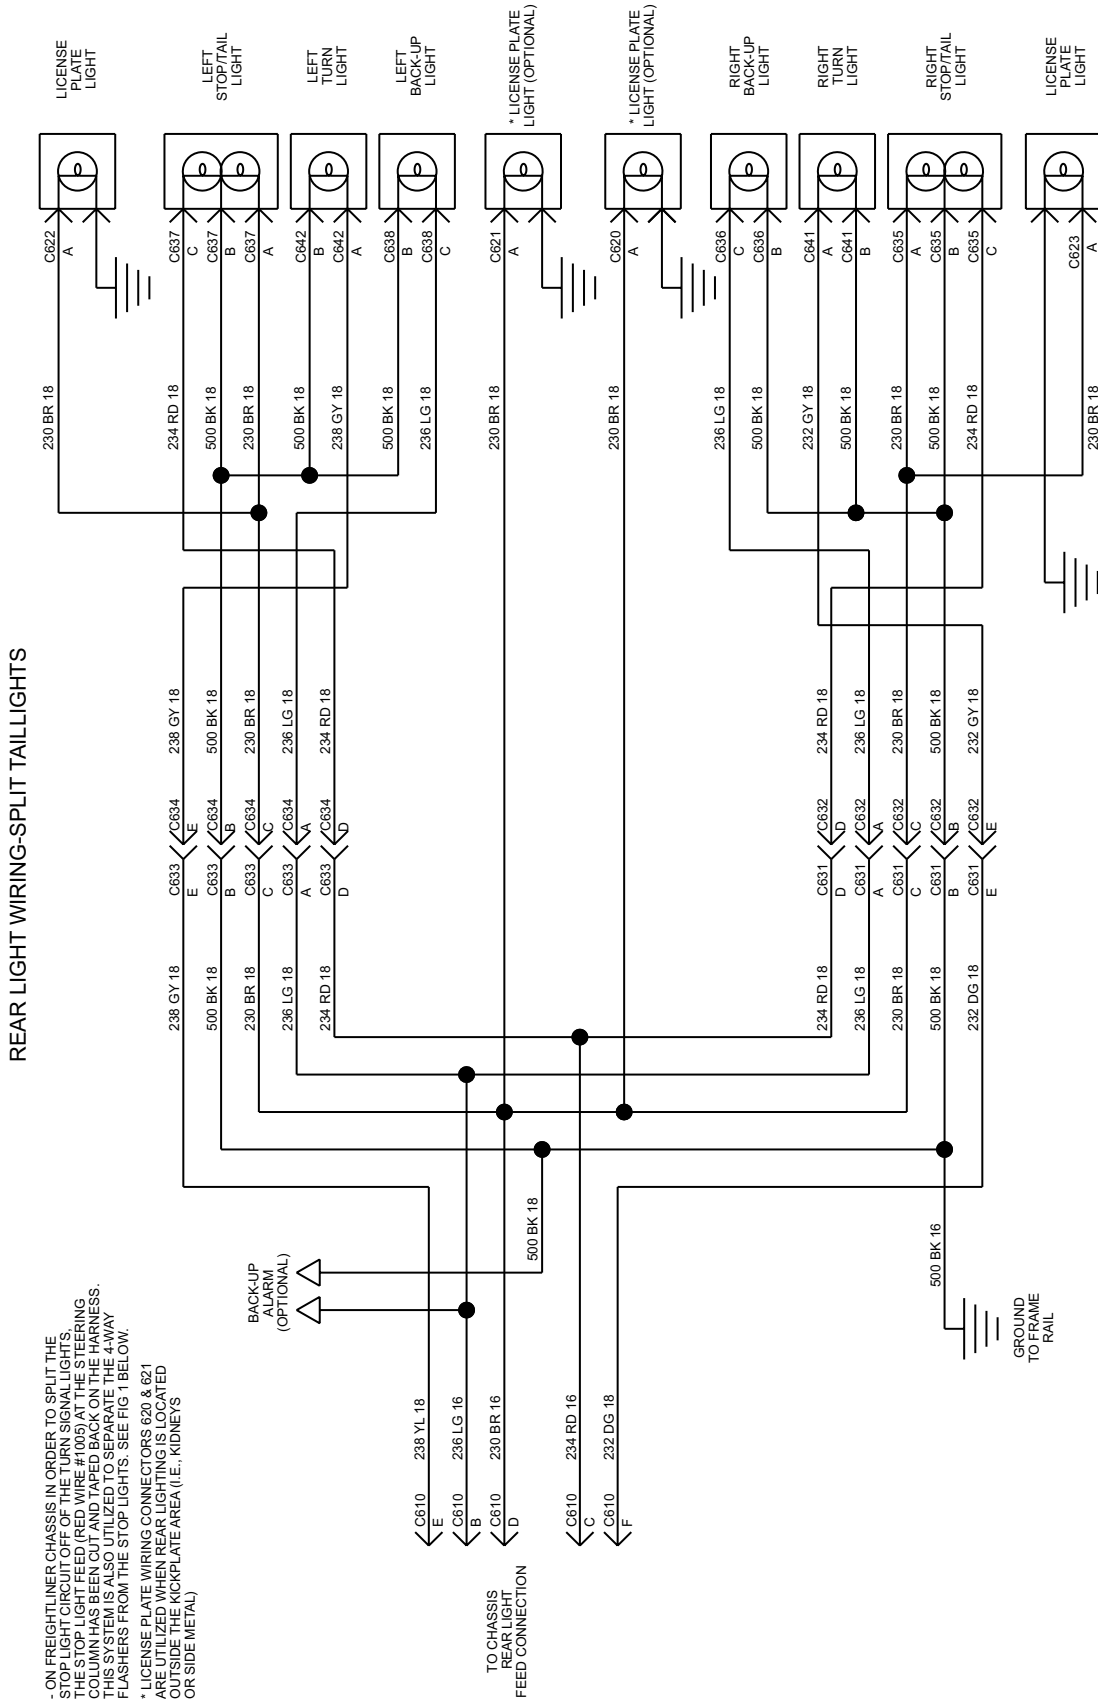 REAR LIGHT WIRING-SPLIT TAILLIGHTS
- ON FREIGHTLINER CHASSIS IN ORDER TO SPLIT THE
STOP LIGHT CIRCUIT OFF OF THE TURN SIGNAL LIGHTS,
THE STOP LIGHT FEED (RED WIRE #1005) AT THE STEERING
COLUMN HAS BEEN CUT AND TAPED BACK ON THE HARNESS.
THIS SYSTEM IS ALSO UTILIZED TO SEPARATE THE 4-WAY
FLASHERS FROM THE STOP LIGHTS. SEE FIG 1 BELOW.
* LICENSE PLATE WIRING CONNECTORS 620 & 621
ARE UTILIZED WHEN REAR LIGHTING IS LOCATED
OUTSIDE THE KICKPLATE AREA (I.E., KIDNEYS
OR SIDE METAL)
LICENSE
PLATE
LIGHT
LEFT
STOP/TAIL
LIGHT
LEFT
TURN
LIGHT
LEFT
BACK-UP
LIGHT
* LICENSE PLATE
LIGHT (OPTIONAL)
* LICENSE PLATE
LIGHT (OPTIONAL)
RIGHT
BACK-UP
LIGHT
RIGHT
TURN
LIGHT
RIGHT
STOP/TAIL
LIGHT
LICENSE
PLATE
LIGHT
C622
A
C637
C
C637
B
C637
A
C642
B
C642
A
C638
B
C638
C
C621
A
C620
A
C636
C
C636
B
C641
A
C641
B
C635
A
C635
B
C635
C
C623
A
230 BR 18
234 RD 18
500 BK 18
230 BR 18
500 BK 18
238 GY 18
500 BK 18
236 LG 18
230 BR 18
230 BR 18
236 LG 18
500 BK 18
232 GY 18
500 BK 18
230 BR 18
500 BK 18
234 RD 18
230 BR 18
238 GY 18
500 BK 18
230 BR 18
236 LG 18
234 RD 18
234 RD 18
236 LG 18
230 BR 18
500 BK 18
232 GY 18
C634
E
C634
B
C634
C
C634
A
C634
D
C632
D
C632
A
C632
C
C632
B
C632
E
C633
E
C633
B
C633
C
C633
A
C633
D
C631
D
C631
A
C631
C
C631
B
C631
E
238 GY 18
500 BK 18
230 BR 18
236 LG 18
234 RD 18
234 RD 18
236 LG 18
230 BR 18
500 BK 18
232 DG 18
BACK-UP
ALARM
(OPTIONAL)
500 BK 18
500 BK 16
GROUND
TO FRAME
RAIL
238 YL 18
236 LG 16
230 BR 16
234 RD 16
232 DG 18
C610
E
C610
B
C610
D
C610
C
C610
F
TO CHASSIS
REAR LIGHT
FEED CONNECTION